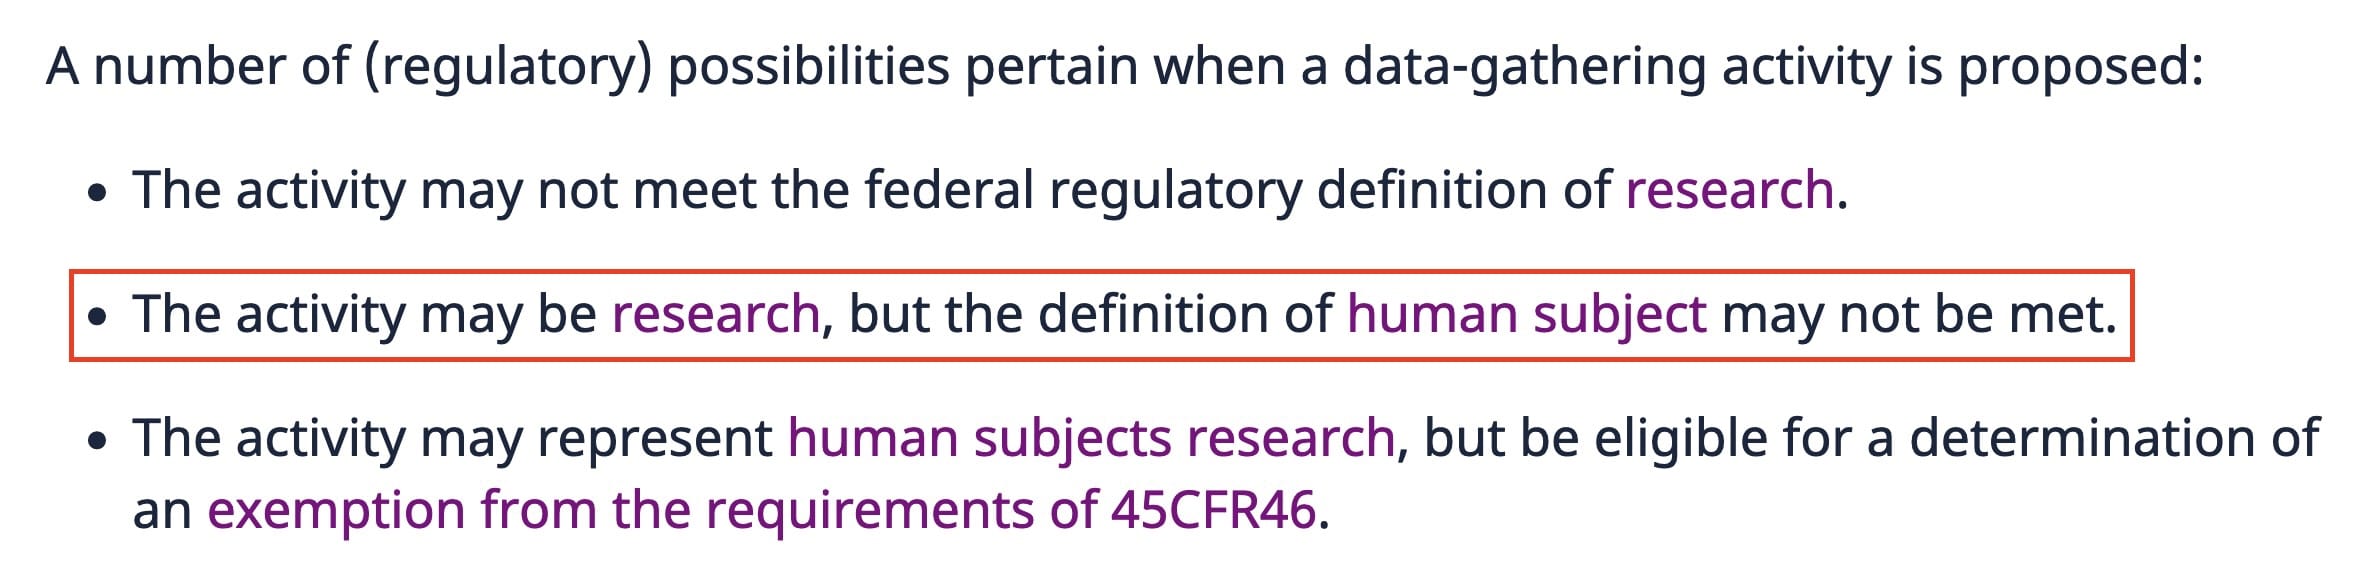 A number of (regulatory) possibilities pertain when a data-gathering activity is proposed:
• The activity may not meet the federal regulatory definition of research.
• The activity may be research, but the definition of human subject may not be met.
• The activity may represent human subjects research, but be eligible for a determination of
an exemption from the requirements of 45CFR46.